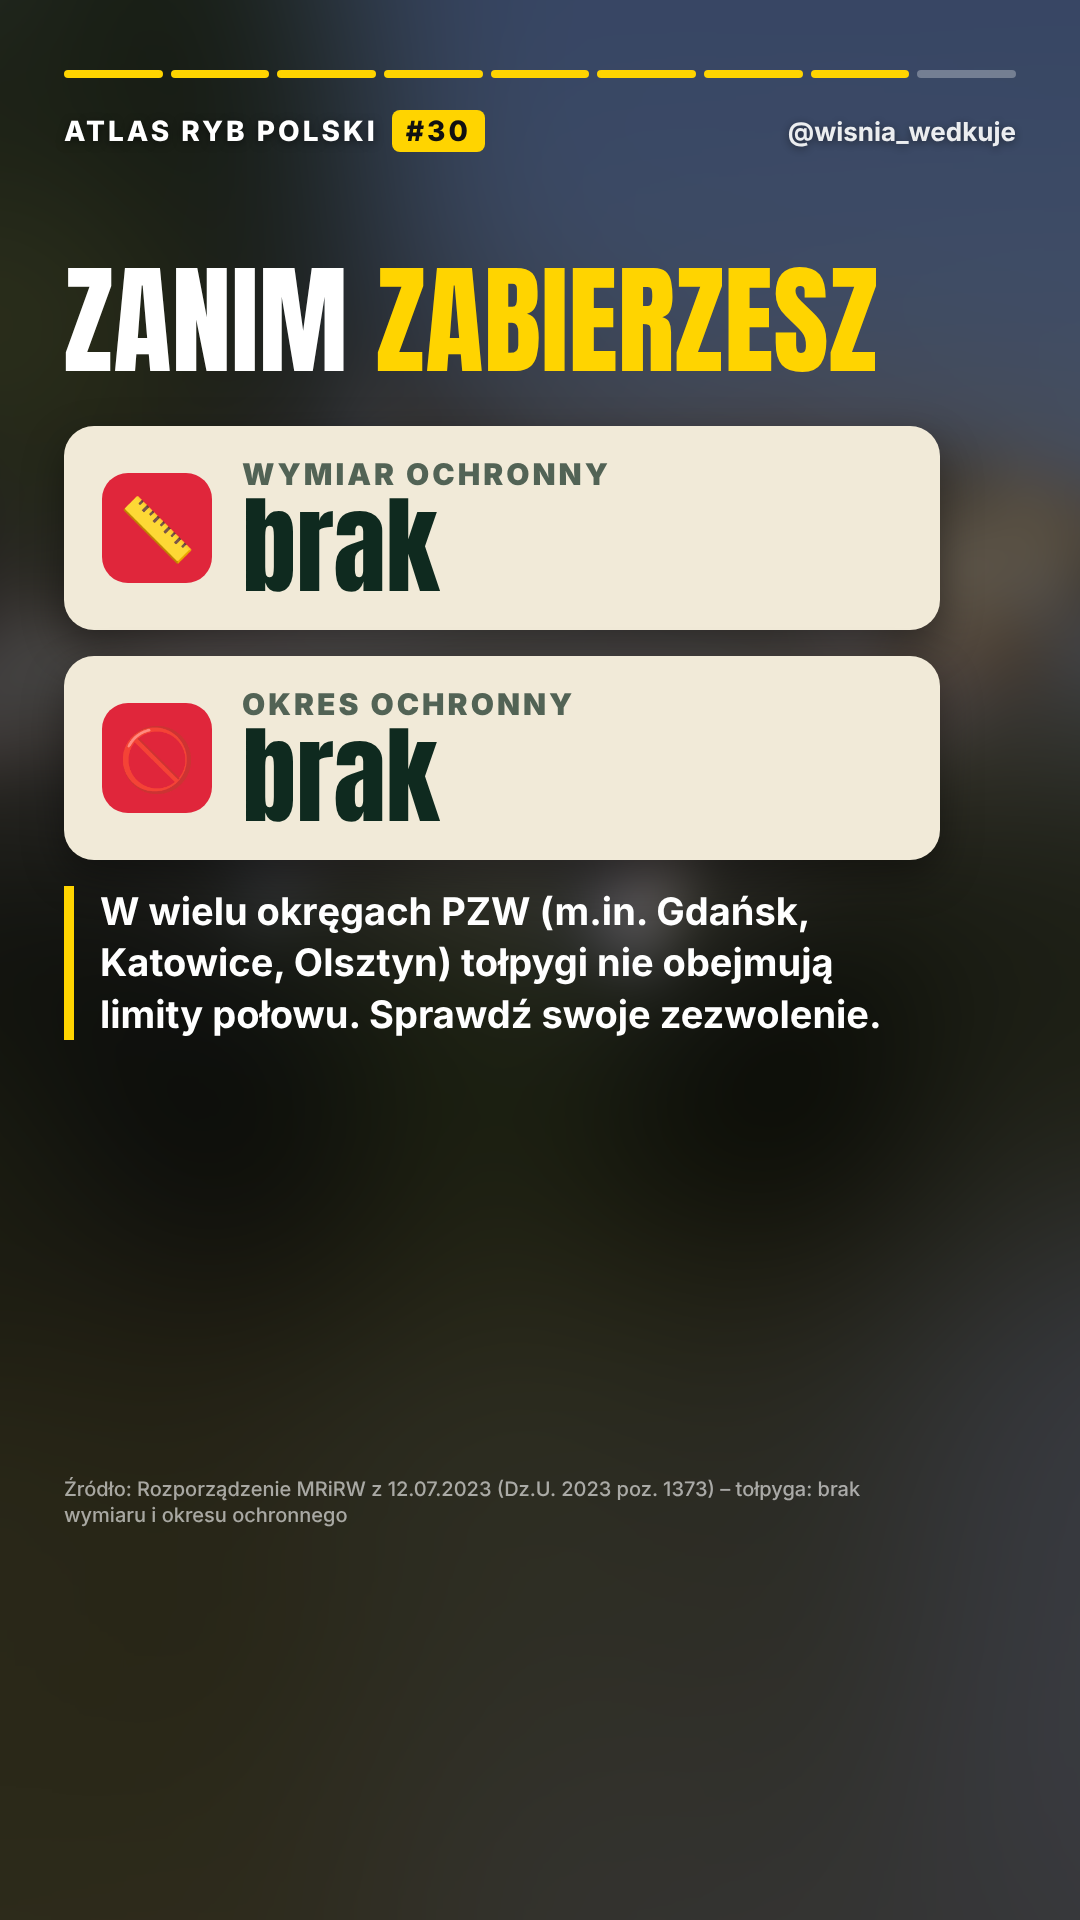 ATLAS RYB POLSKI #30 @wisnia_wedkuje
ZANIM ZABIERZESZ
WYMIAR OCHRONNY
brak
OKRES OCHRONNY
brak
W wielu okręgach PZW (m.in. Gdańsk,
Katowice, Olsztyn) tołpygi nie obejmują
limity połowu. Sprawdź swoje zezwolenie.
Źródło: Rozporządzenie MRiRW z 12.07.2023 (Dz.U. 2023 poz. 1373) – tołpyga: brak
wymiaru i okresu ochronnego